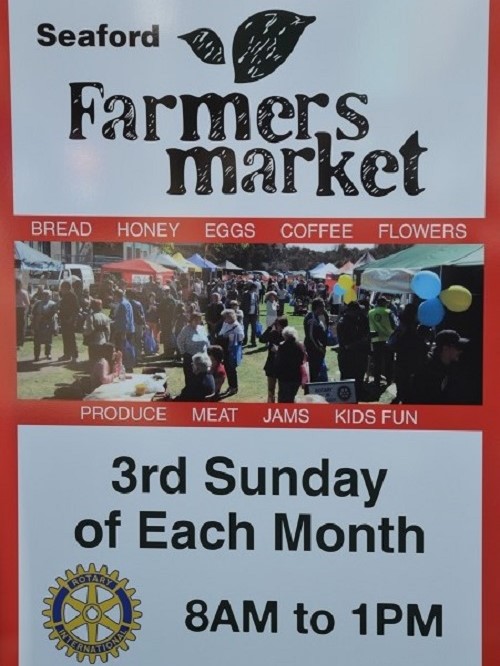 Seaford
Farmers
market
BREAD HONEY EGGS COFFEE FLOWERS
PRODUCE MEAT JAMS KIDS FUN
3rd Sunday
of Each Month
8AM to 1PM
ROTARY
INTERNATIONAL